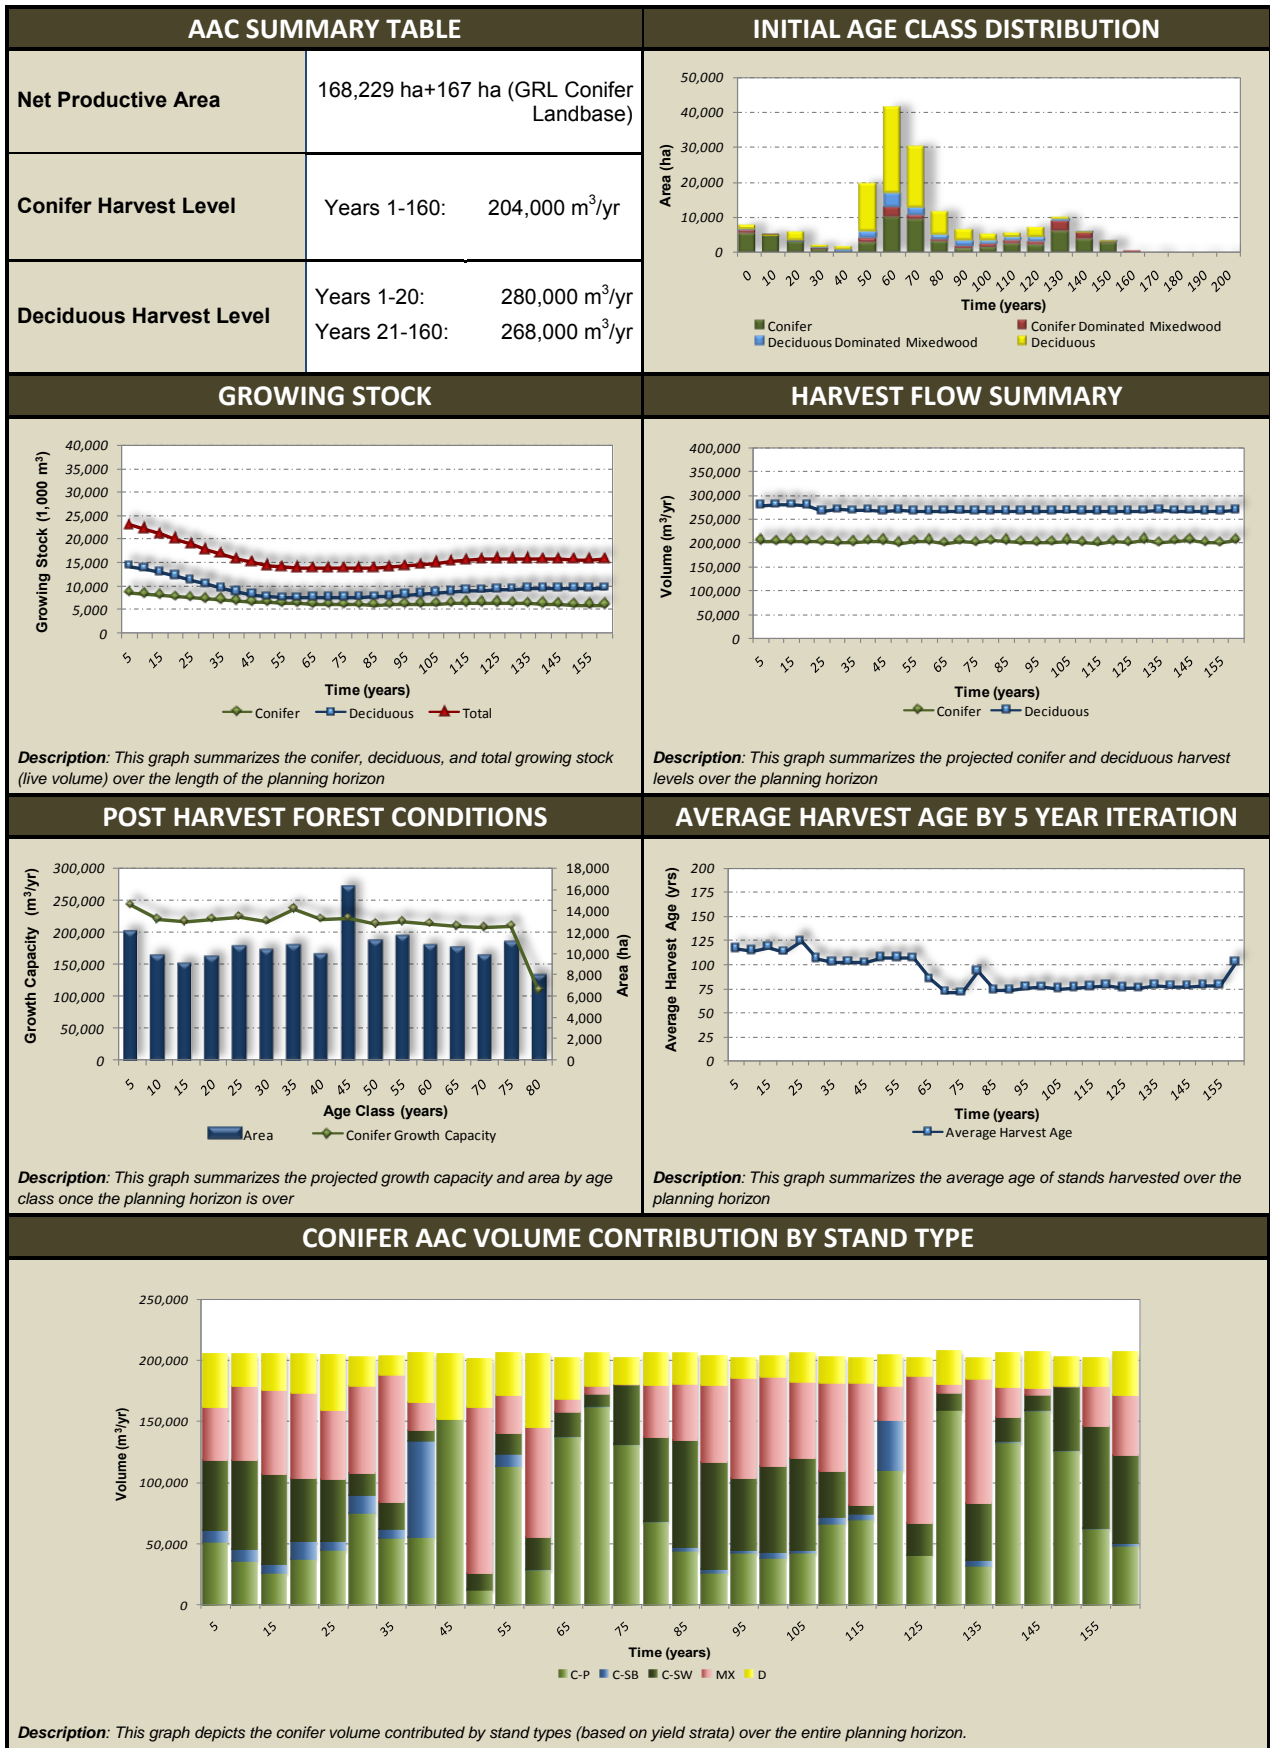 AAC SUMMARY TABLE
Net Productive Area
168,229 ha+167 ha (GRL Conifer
Landbase)
Conifer Harvest Level
Years 1-160: 204,000 m³/yr
Deciduous Harvest Level
Years 1-20: 280,000 m³/yr
Years 21-160: 268,000 m³/yr
INITIAL AGE CLASS DISTRIBUTION
Area (ha)
50,000
40,000
30,000
20,000
10,000
0
0 10 20 30 40 50 60 70 80 90 100 110 120 130 140 150 160 170 180 190 200
Time (years)
Conifer
Conifer Dominated Mixedwood
Deciduous Dominated Mixedwood
Deciduous
GROWING STOCK
Growing Stock (1,000 m³)
40,000
35,000
30,000
25,000
20,000
15,000
10,000
5,000
0
5 15 25 35 45 55 65 75 85 95 105 115 125 135 145 155
Time (years)
Conifer Deciduous Total
Description: This graph summarizes the conifer, deciduous, and total growing stock
(live volume) over the length of the planning horizon
HARVEST FLOW SUMMARY
Volume (m³/yr)
400,000
350,000
300,000
250,000
200,000
150,000
100,000
50,000
0
5 15 25 35 45 55 65 75 85 95 105 115 125 135 145 155
Time (years)
Conifer Deciduous
Description: This graph summarizes the projected conifer and deciduous harvest
levels over the planning horizon
POST HARVEST FOREST CONDITIONS
Growth Capacity (m³/yr)
300,000
250,000
200,000
150,000
100,000
50,000
0
18,000
16,000
14,000
12,000
10,000
8,000
6,000
4,000
2,000
0
Area (ha)
5 10 15 20 25 30 35 40 45 50 55 60 65 70 75 80
Age Class (years)
Area Conifer Growth Capacity
Description: This graph summarizes the projected growth capacity and area by age
class once the planning horizon is over
AVERAGE HARVEST AGE BY 5 YEAR ITERATION
Average Harvest Age (yrs)
200
175
150
125
100
75
50
25
0
5 15 25 35 45 55 65 75 85 95 105 115 125 135 145 155
Time (years)
Average Harvest Age
Description: This graph summarizes the average age of stands harvested over the
planning horizon
CONIFER AAC VOLUME CONTRIBUTION BY STAND TYPE
Volume (m³/yr)
250,000
200,000
150,000
100,000
50,000
0
5 15 25 35 45 55 65 75 85 95 105 115 125 135 145 155
Time (years)
C-P C-SB C-SW MX D
Description: This graph depicts the conifer volume contributed by stand types (based on yield strata) over the entire planning horizon.